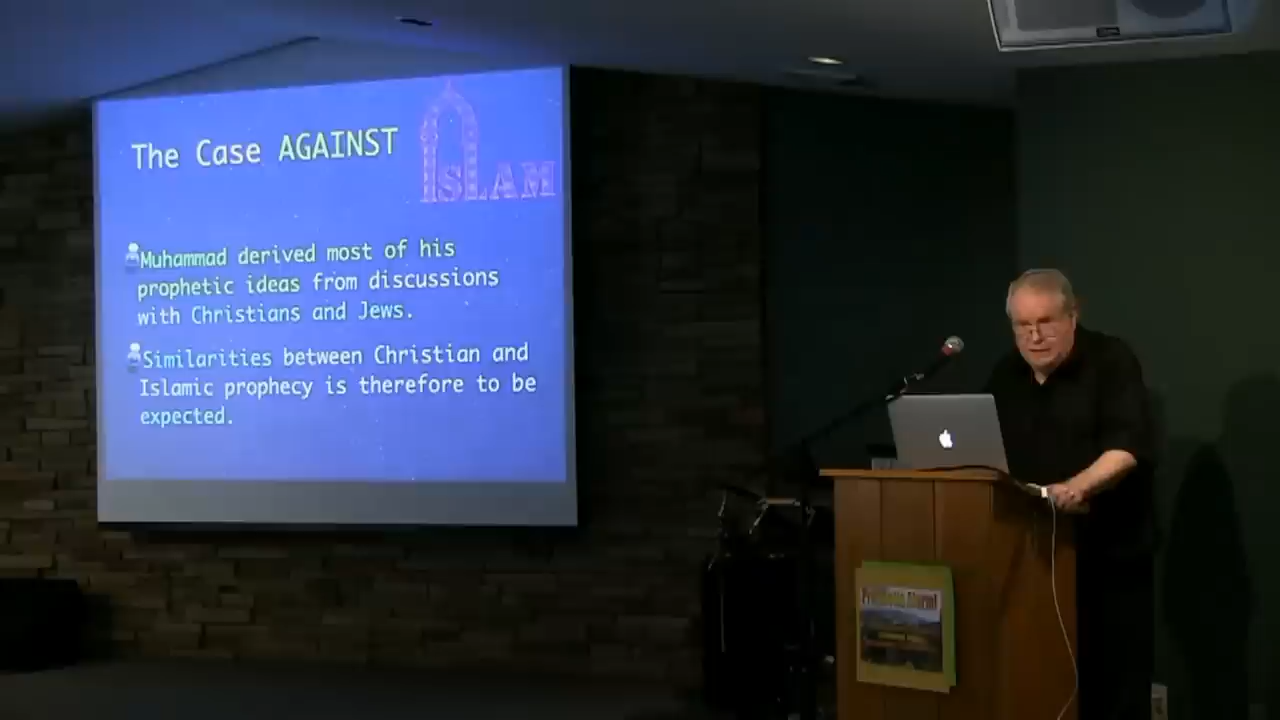 The Case AGAINST
ISLAM
Muhammad derived most of his
prophetic ideas from discussions
with Christians and Jews.
Similarities between Christian and
Islamic prophecy is therefore to be
expected.